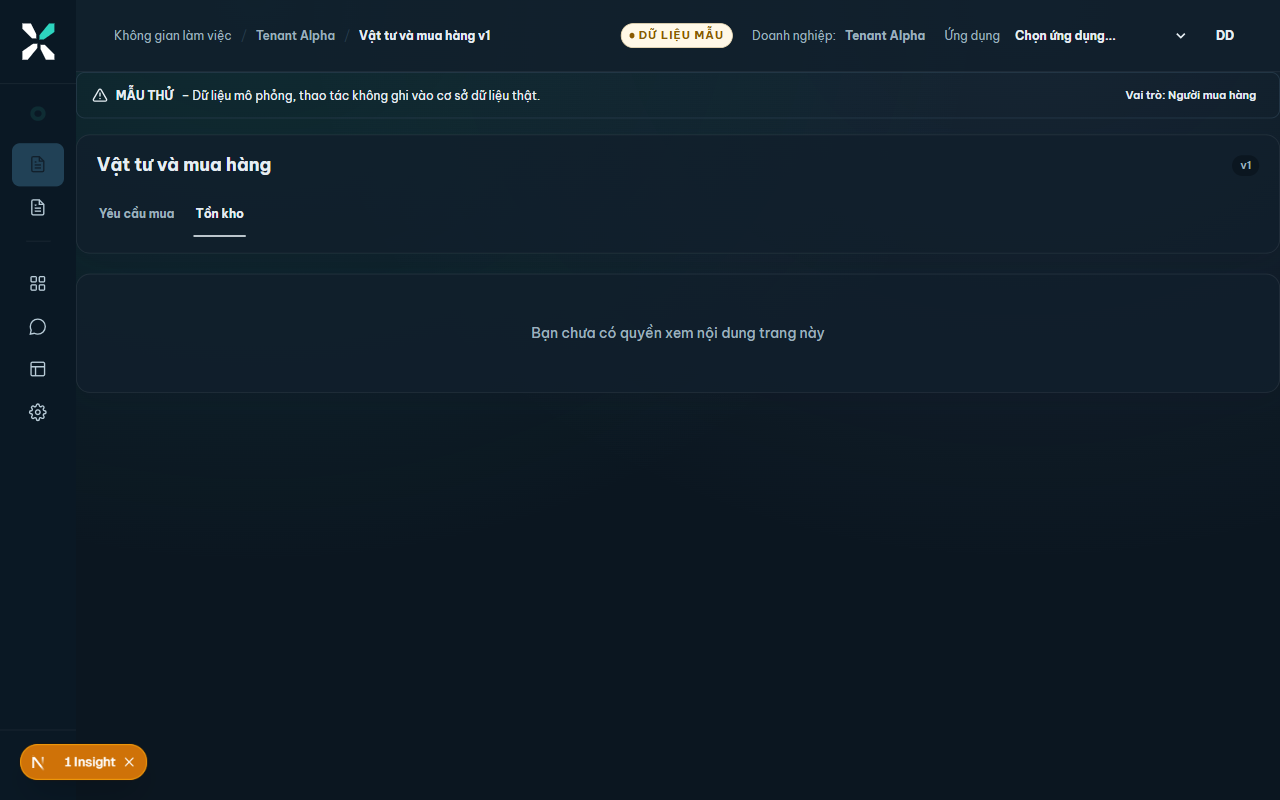 Không gian làm việc / Tenant Alpha / Vật tư và mua hàng v1
DỮ LIỆU MẪU
Doanh nghiệp: Tenant Alpha
Ứng dụng Chọn ứng dụng...
DD
MẪU THỬ – Dữ liệu mô phỏng, thao tác không ghi vào cơ sở dữ liệu thật.
Vai trò: Người mua hàng
Vật tư và mua hàng
v1
Yêu cầu mua Tồn kho
Bạn chưa có quyền xem nội dung trang này
N 1 Insight